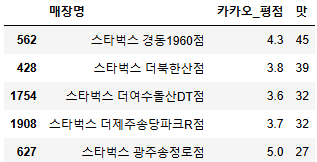 매장명 카카오_평점 맛
562 스타벅스 경동1960점 4.3 45
428 스타벅스 더북한산점 3.8 39
1754 스타벅스 더여수돌산DT점 3.6 32
1908 스타벅스 더제주송당파크R점 3.7 32
627 스타벅스 광주송정로점 5.0 27